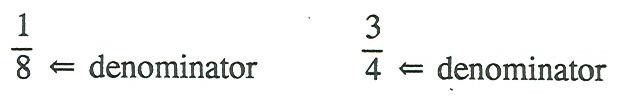 1 3
8 ⇐ denominator 4 ⇐ denominator